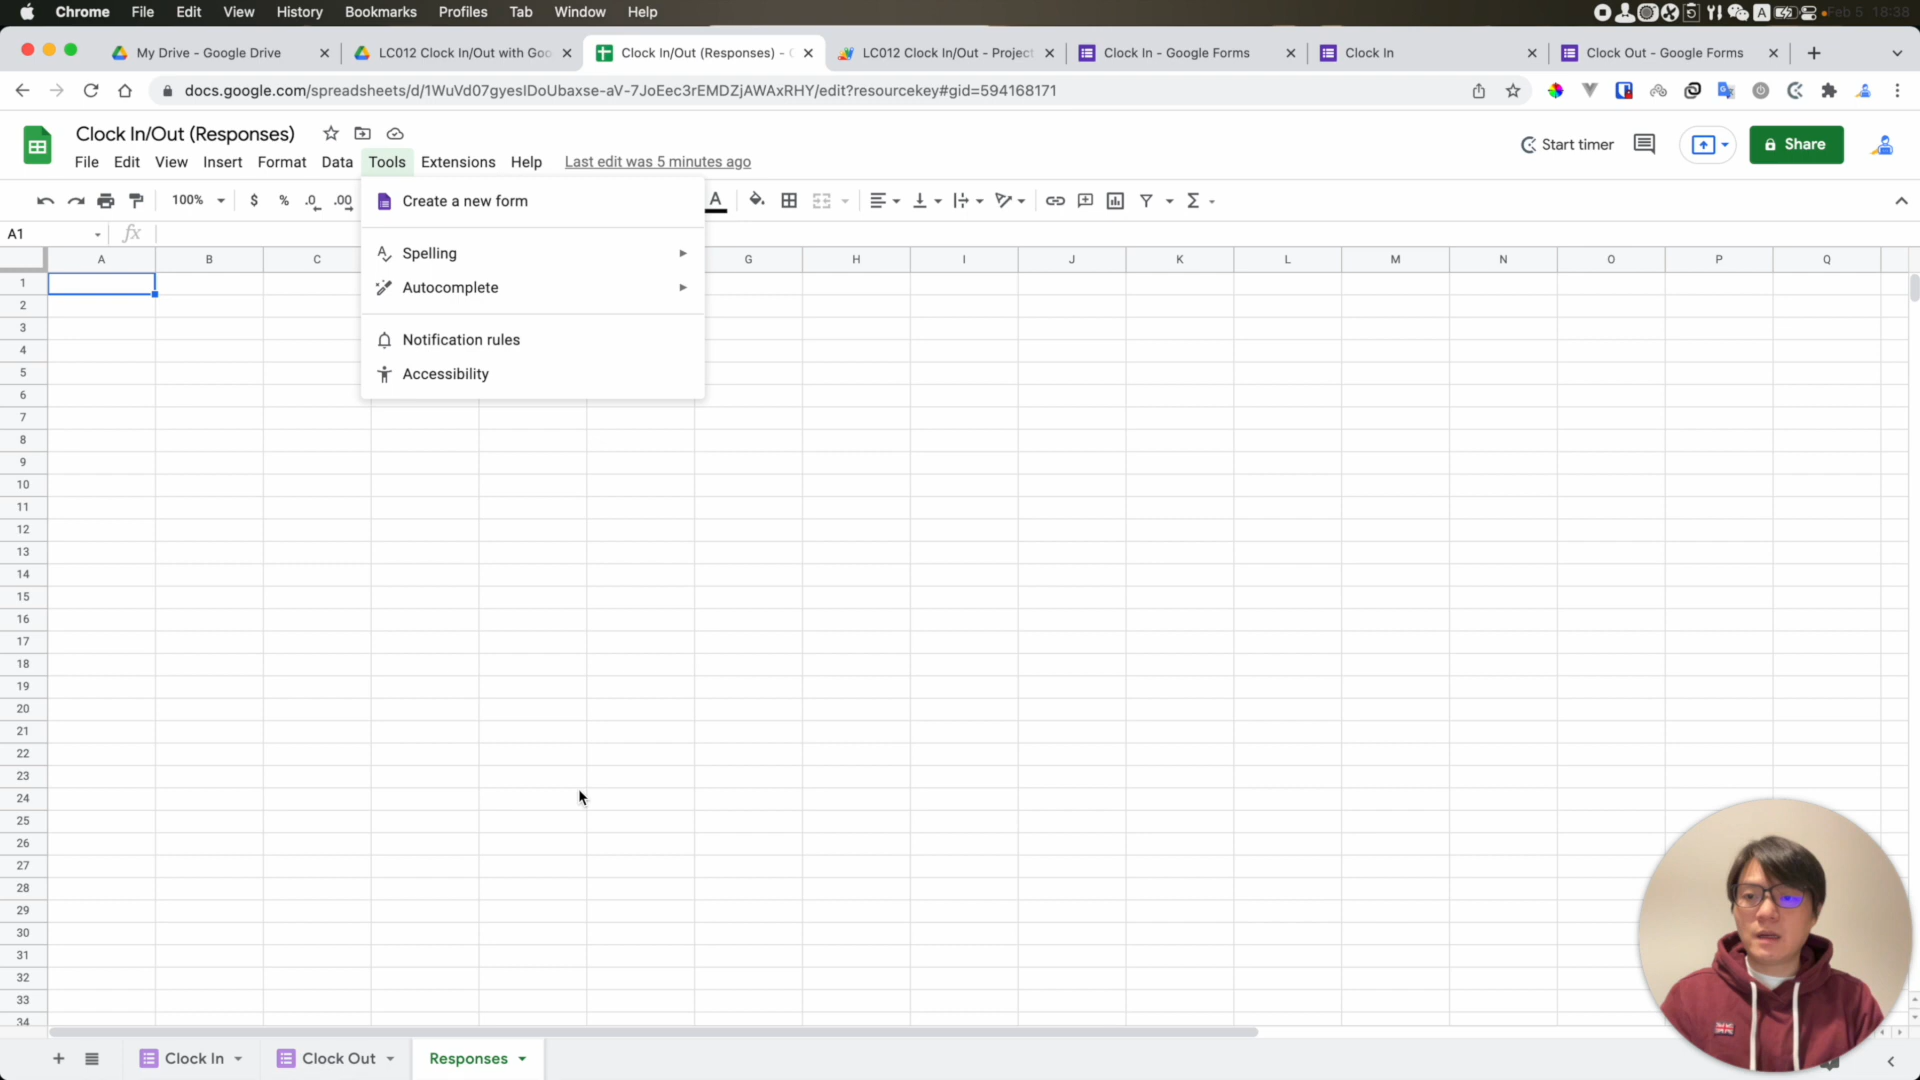 Chrome File Edit View History Bookmarks Profiles Tab Window Help
A
Feb 5 18:38
My Drive - Google Drive
LC012 Clock In/Out with Goo
Clock In/Out (Responses) -
LC012 Clock In/Out - Project
Clock In - Google Forms
Clock In
Clock Out - Google Forms
docs.google.com/spreadsheets/d/1WuVd07gyesIDoUbaxse-aV-7JoEec3rEMDZjAWAxRHY/edit?resourcekey#gid=594168171
Clock In/Out (Responses)
Start timer
Share
File Edit View Insert Format Data Tools Extensions Help Last edit was 5 minutes ago
100% $ % .0 .00 A Σ
A1 fx
Create a new form
Spelling
Autocomplete
Notification rules
Accessibility
A B C G H I J K L M N O P Q
1
2
3
4
5
6
7
8
9
10
11
12
13
14
15
16
17
18
19
20
21
22
23
24
25
26
27
28
29
30
31
32
33
34
Clock In Clock Out Responses